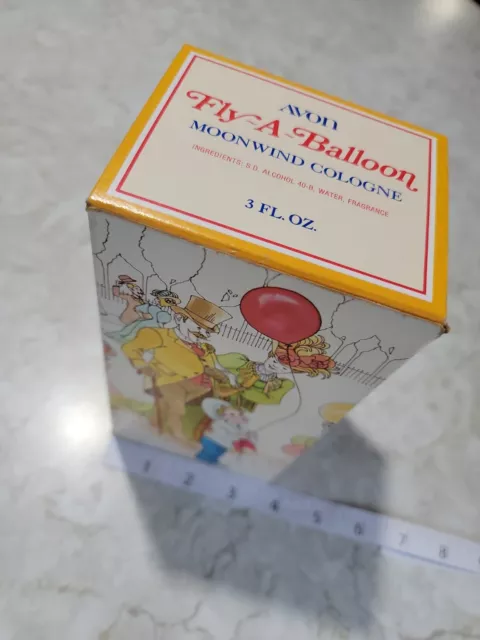 AVON
Fly-A-Balloon
MOONWIND COLOGNE
INGREDIENTS: S.D. ALCOHOL 40-B, WATER, FRAGRANCE
3 FL. OZ.
1 2 3 4 5 6 7 8